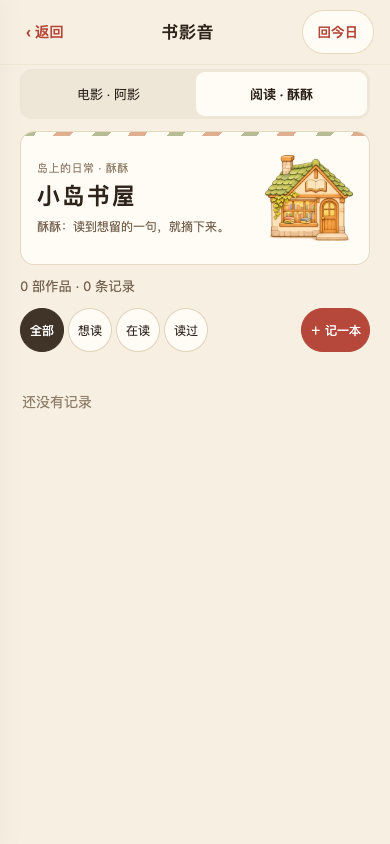 ‹ 返回
书影音
回今日
电影 · 阿影
阅读 · 酥酥
岛上的日常 · 酥酥
小岛书屋
酥酥：读到想留的一句，就摘下来。
0 部作品 · 0 条记录
全部
想读
在读
读过
+ 记一本
还没有记录